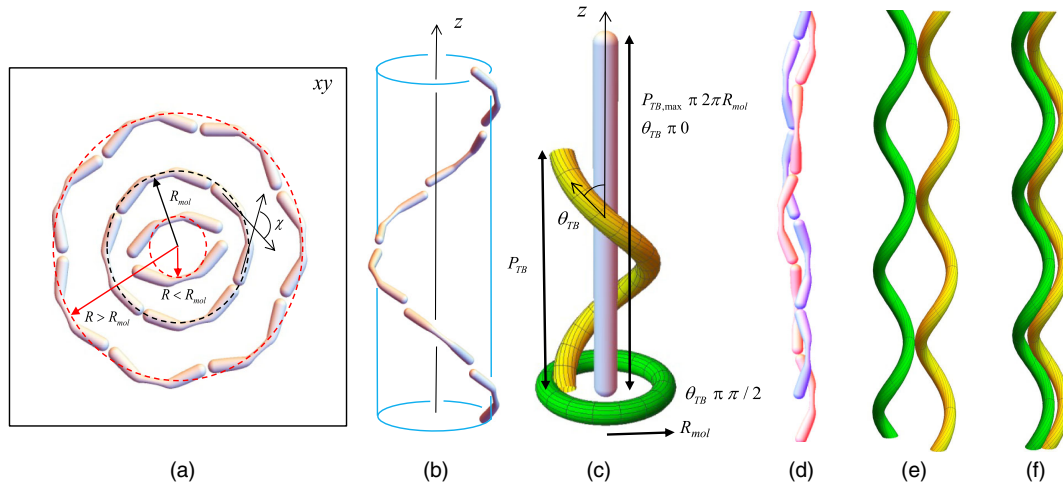 xy
R_mol
χ
R < R_mol
R > R_mol
(a)
z
(b)
z
P_TB,max π 2πR_mol
θ_TB π 0
θ_TB
P_TB
θ_TB π π / 2
R_mol
(c)
(d)
(e)
(f)